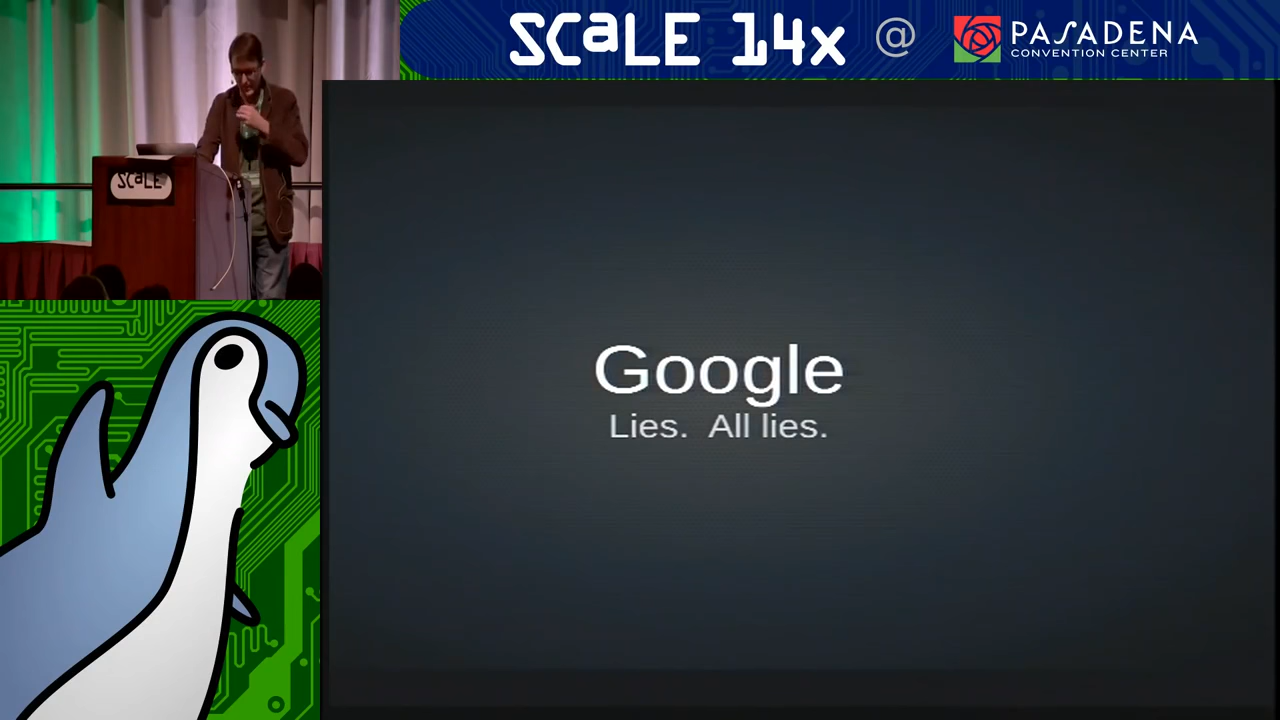 SCaLE 14x @ PASADENA
CONVENTION CENTER
SCaLE
Google
Lies. All lies.